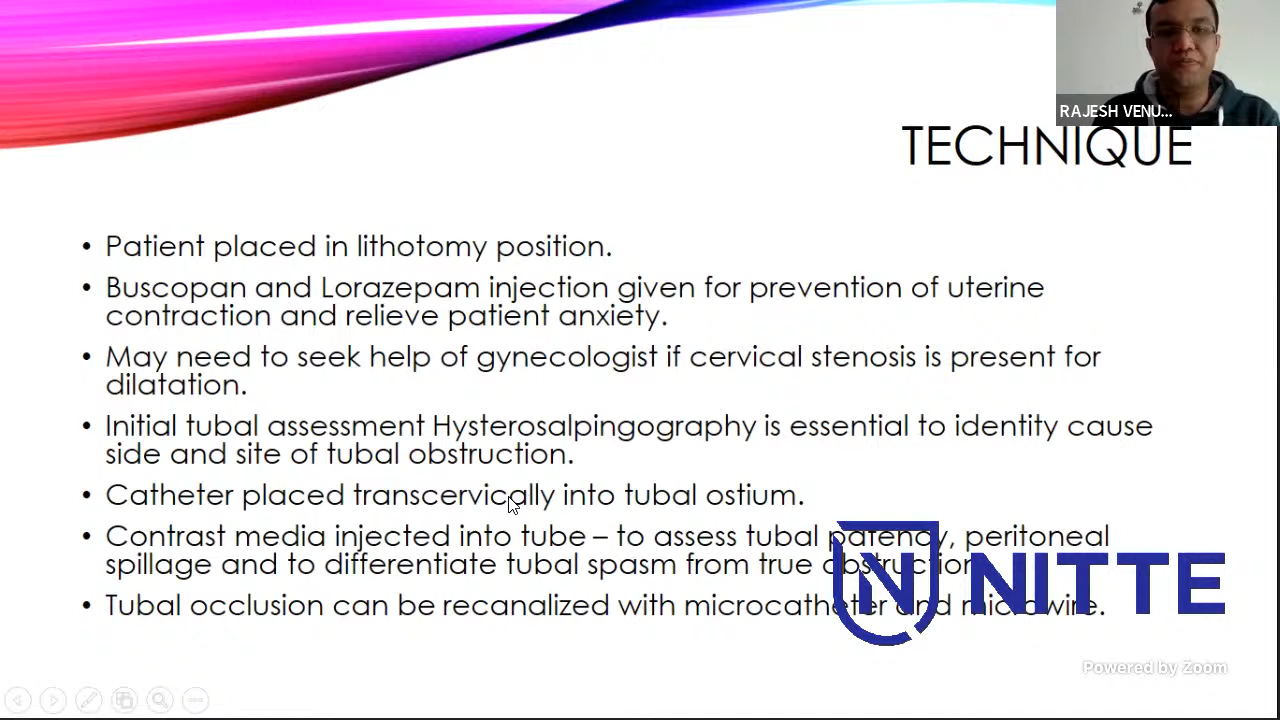 RAJESH VENU...
TECHNIQUE
• Patient placed in lithotomy position.
• Buscopan and Lorazepam injection given for prevention of uterine
contraction and relieve patient anxiety.
• May need to seek help of gynecologist if cervical stenosis is present for
dilatation.
• Initial tubal assessment Hysterosalpingography is essential to identity cause
side and site of tubal obstruction.
• Catheter placed transcervically into tubal ostium.
• Contrast media injected into tube – to assess tubal patency, peritoneal
spillage and to differentiate tubal spasm from true obstruction.
• Tubal occlusion can be recanalized with microcatheter and microwire.
N NITTE
Powered by Zoom